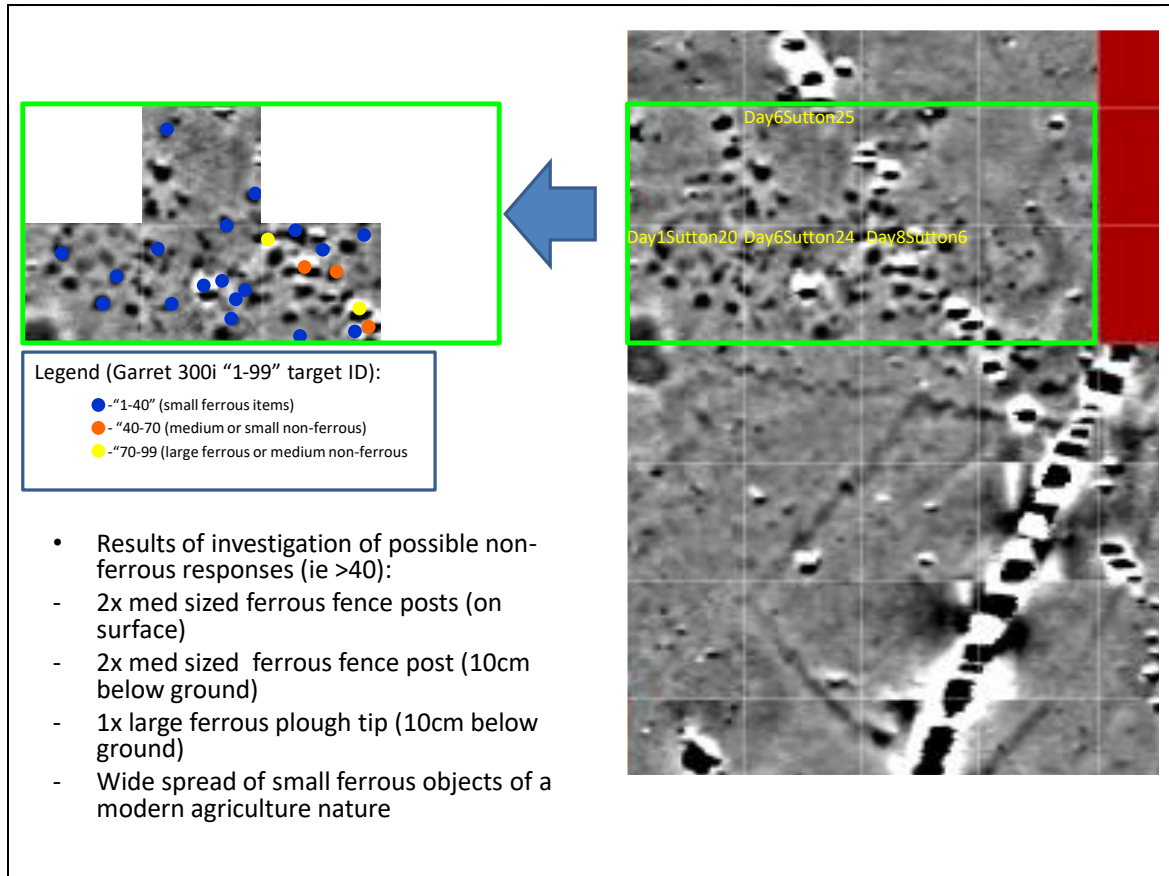 Day6Sutton25
Day1Sutton20 Day6Sutton24 Day8Sutton6
Legend (Garret 300i “1-99” target ID):
-“1-40” (small ferrous items)
- “40-70 (medium or small non-ferrous)
-“70-99 (large ferrous or medium non-ferrous
• Results of investigation of possible non-
ferrous responses (ie >40):
- 2x med sized ferrous fence posts (on
surface)
- 2x med sized ferrous fence post (10cm
below ground)
- 1x large ferrous plough tip (10cm below
ground)
- Wide spread of small ferrous objects of a
modern agriculture nature